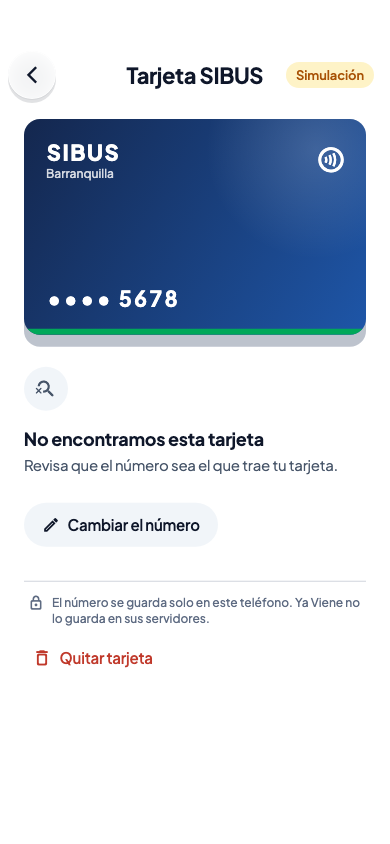 Tarjeta SIBUS
Simulación
SIBUS
Barranquilla
●●●● 5678
No encontramos esta tarjeta
Revisa que el número sea el que trae tu tarjeta.
Cambiar el número
El número se guarda solo en este teléfono. Ya Viene no
lo guarda en sus servidores.
Quitar tarjeta